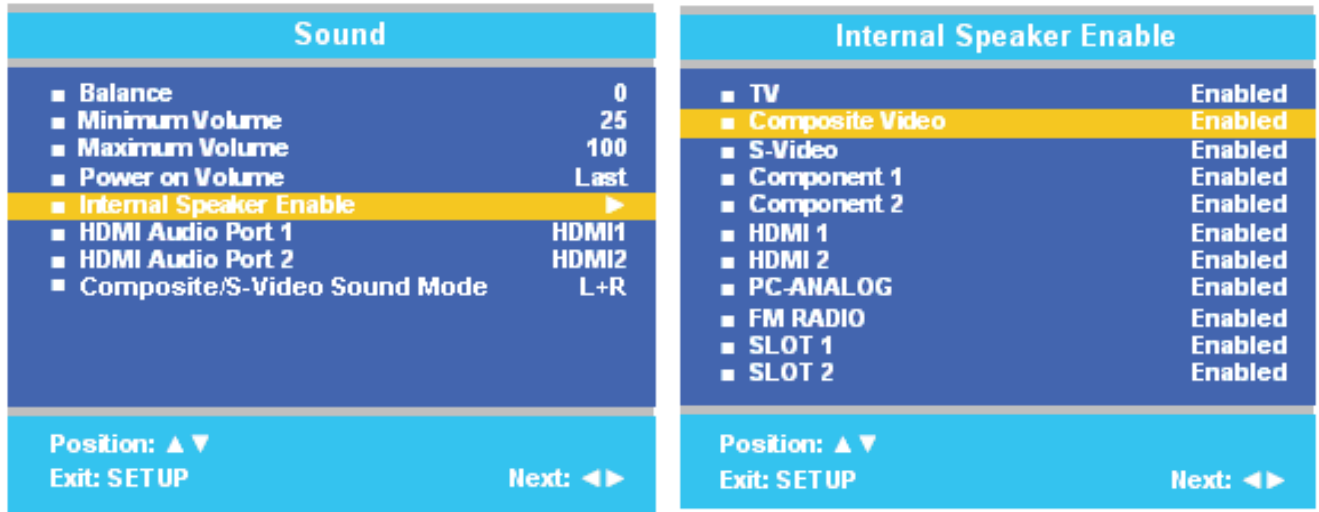 Sound
■ Balance 0
■ Minimum Volume 25
■ Maximum Volume 100
■ Power on Volume Last
■ Internal Speaker Enable ►
■ HDMI Audio Port 1 HDMI1
■ HDMI Audio Port 2 HDMI2
■ Composite/S-Video Sound Mode L+R
Position: ▲▼
Exit: SETUP Next: ◄►
Internal Speaker Enable
■ TV Enabled
■ Composite Video Enabled
■ S-Video Enabled
■ Component 1 Enabled
■ Component 2 Enabled
■ HDMI 1 Enabled
■ HDMI 2 Enabled
■ PC-ANALOG Enabled
■ FM RADIO Enabled
■ SLOT 1 Enabled
■ SLOT 2 Enabled
Position: ▲▼
Exit: SETUP Next: ◄►